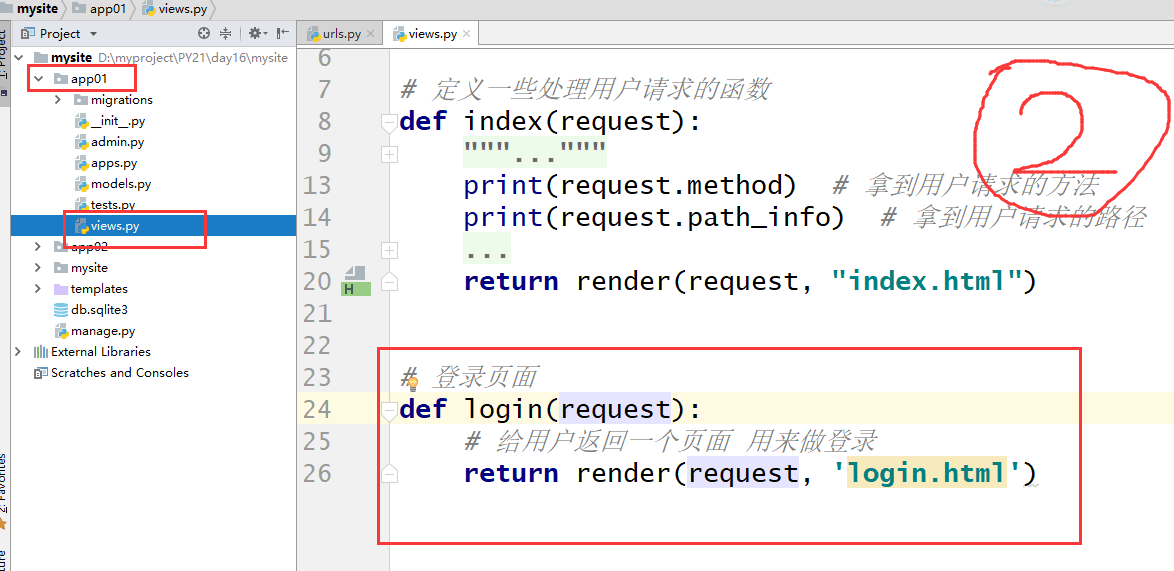 mysite app01 views.py
Project
urls.py views.py
1: Project
mysite D:\myproject\PY21\day16\mysite
app01
migrations
__init__.py
admin.py
apps.py
models.py
tests.py
views.py
app02
mysite
templates
db.sqlite3
manage.py
External Libraries
Scratches and Consoles
2: Favorites
6
7 # 定义一些处理用户请求的函数
8 def index(request):
9 """..."""
13 print(request.method) # 拿到用户请求的方法
14 print(request.path_info) # 拿到用户请求的路径
15 ...
20 return render(request, "index.html")
21
22
23 # 登录页面
24 def login(request):
25 # 给用户返回一个页面 用来做登录
26 return render(request, 'login.html')
H
2